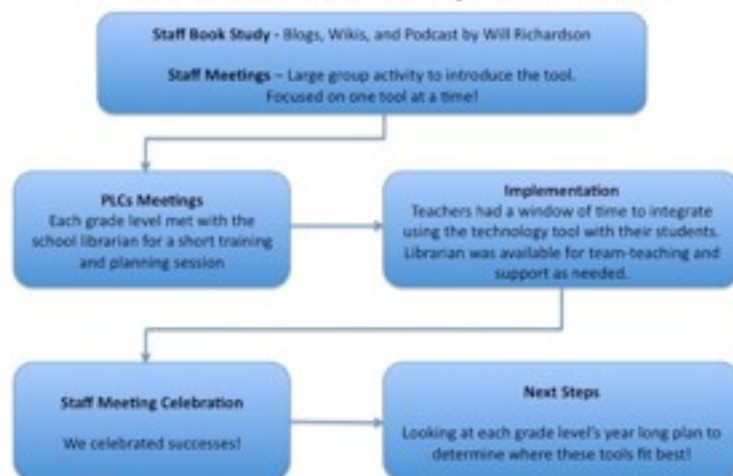 Staff Book Study - Blogs, Wikis, and Podcast by Will Richardson
Staff Meetings – Large group activity to introduce the tool.
Focused on one tool at a time!
PLCs Meetings
Each grade level met with the
school librarian for a short training
and planning session
Implementation
Teachers had a window of time to integrate
using the technology tool with their students.
Librarian was available for team-teaching and
support as needed.
Staff Meeting Celebration
We celebrated successes!
Next Steps
Looking at each grade level's year long plan to
determine where these tools fit best!